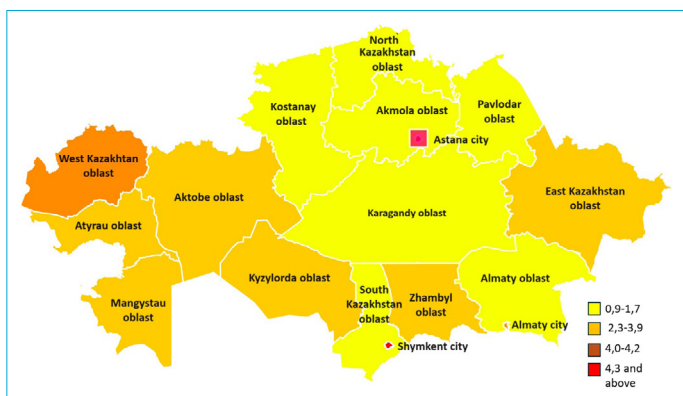 North
Kazakhstan
oblast
Kostanay
oblast
Akmola oblast
Pavlodar
oblast
Astana city
West Kazakhtan
oblast
Aktobe oblast
East Kazakhstan
oblast
Karagandy oblast
Atyrau oblast
Kyzylorda oblast
South
Kazakhstan
oblast
Zhambyl
oblast
Almaty oblast
Mangystau
oblast
Almaty city
Shymkent city
0,9-1,7
2,3-3,9
4,0-4,2
4,3 and
above